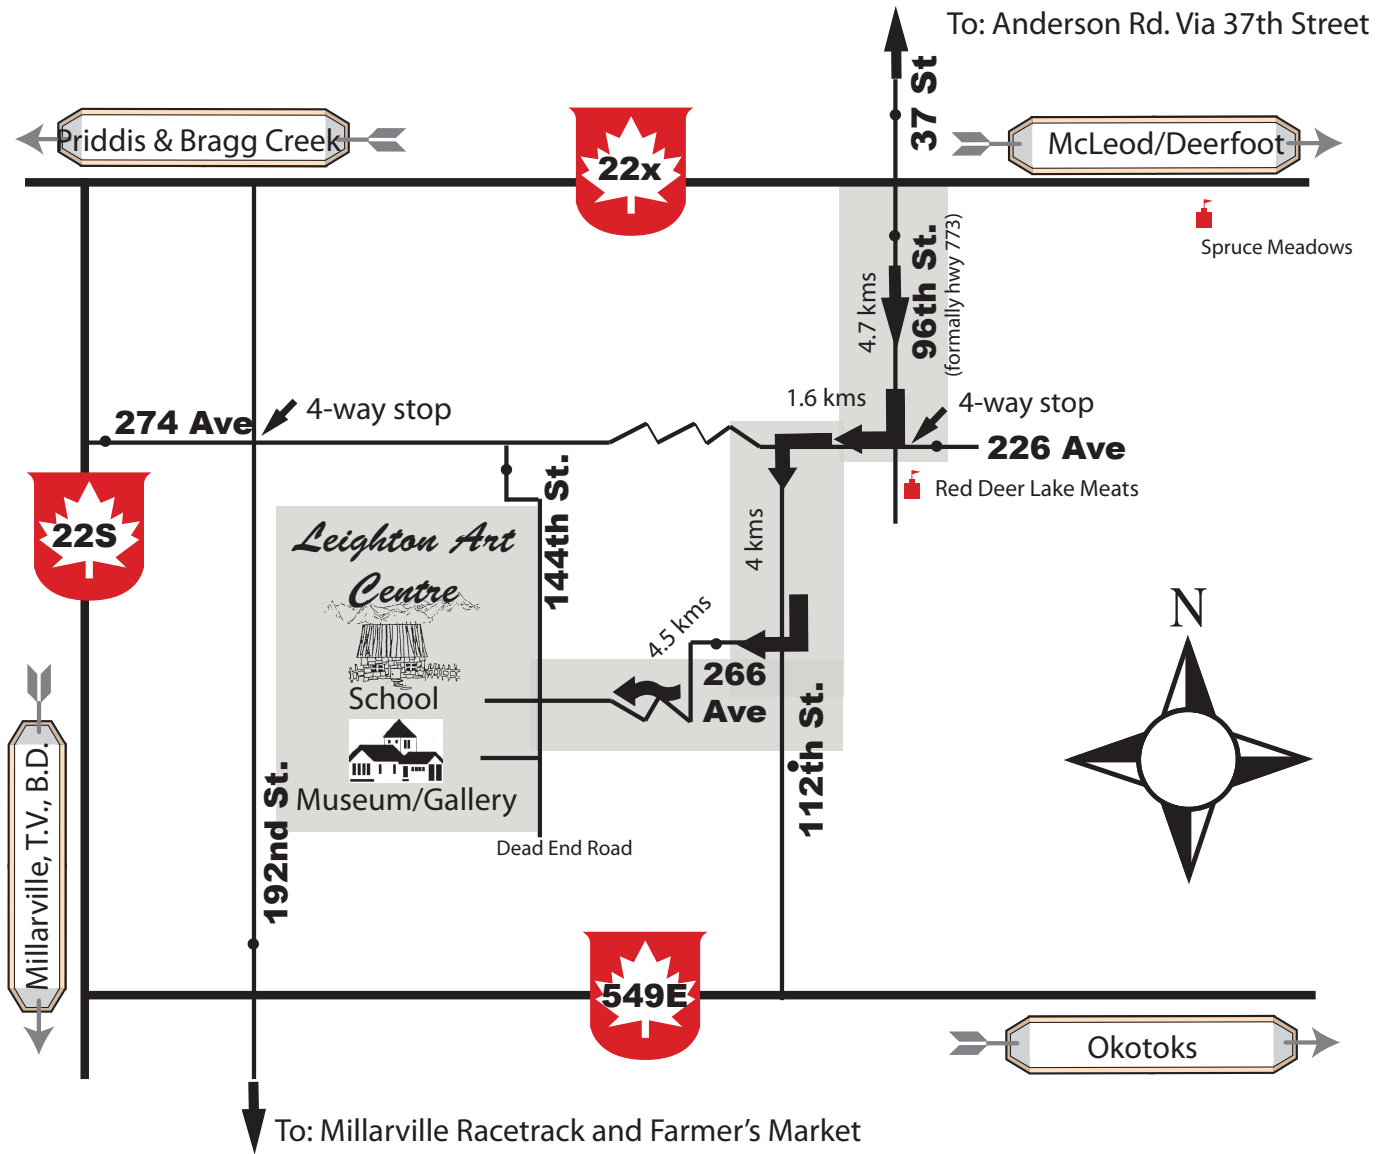 To: Anderson Rd. Via 37th Street
37 St
Priddis & Bragg Creek
22x
McLeod/Deerfoot
Spruce Meadows
96th St.
(formally hwy 773)
4.7 kms
1.6 kms
4-way stop
274 Ave
4-way stop
226 Ave
Red Deer Lake Meats
22S
Leighton Art
Centre
144th St.
4 kms
4.5 kms
266
Ave
School
Museum/Gallery
112th St.
192nd St.
Dead End Road
N
Millarville, T.V., B.D.
549E
Okotoks
To: Millarville Racetrack and Farmer's Market